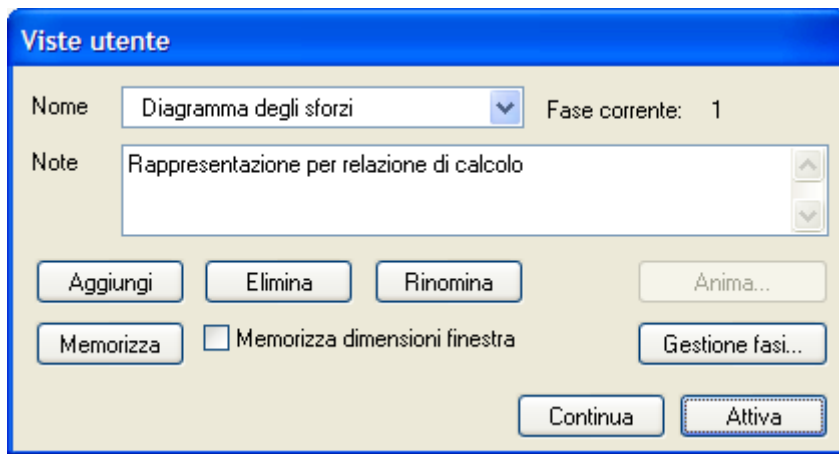 Viste utente
Nome Diagramma degli sforzi Fase corrente: 1
Note Rappresentazione per relazione di calcolo
Aggiungi Elimina Rinomina Anima...
Memorizza Memorizza dimensioni finestra Gestione fasi...
Continua Attiva